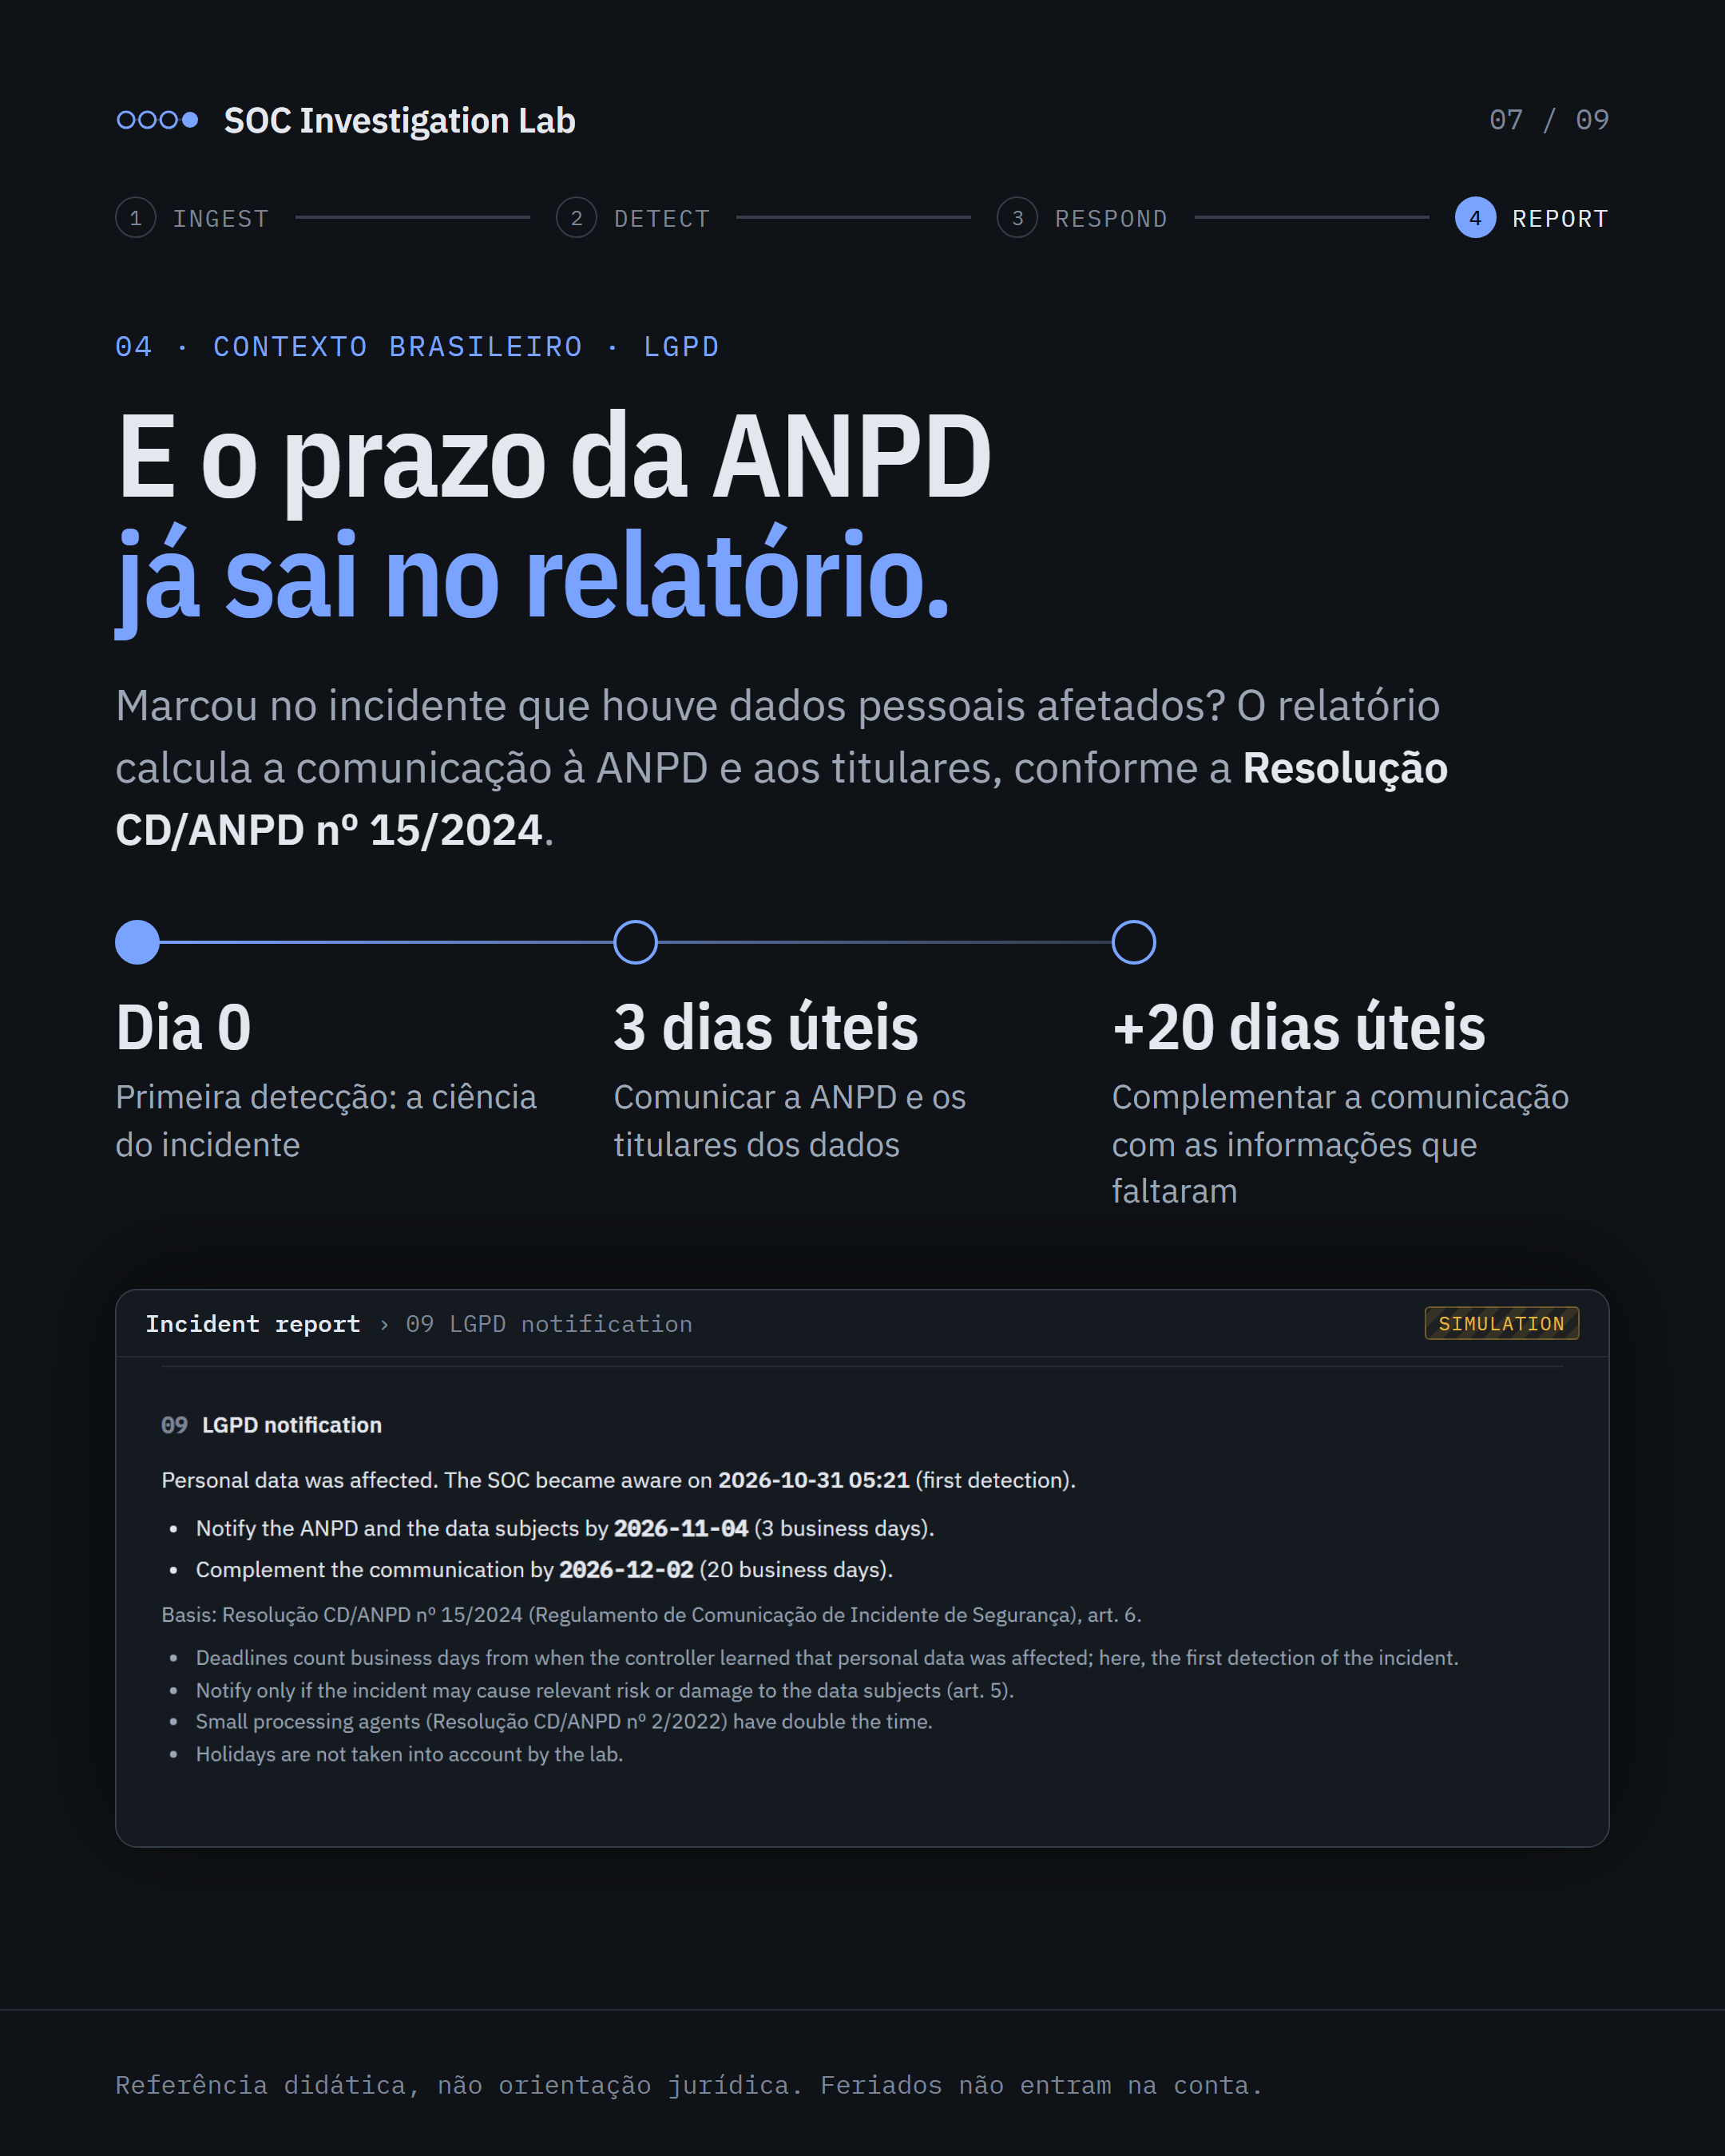 SOC Investigation Lab
07 / 09
1 INGEST
2 DETECT
3 RESPOND
4 REPORT
04 · CONTEXTO BRASILEIRO · LGPD
E o prazo da ANPD
já sai no relatório.
Marcou no incidente que houve dados pessoais afetados? O relatório
calcula a comunicação à ANPD e aos titulares, conforme a Resolução
CD/ANPD nº 15/2024.
Dia 0
Primeira detecção: a ciência
do incidente
3 dias úteis
Comunicar a ANPD e os
titulares dos dados
+20 dias úteis
Complementar a comunicação
com as informações que
faltaram
Incident report › 09 LGPD notification
SIMULATION
09 LGPD notification
Personal data was affected. The SOC became aware on 2026-10-31 05:21 (first detection).
• Notify the ANPD and the data subjects by 2026-11-04 (3 business days).
• Complement the communication by 2026-12-02 (20 business days).
Basis: Resolução CD/ANPD nº 15/2024 (Regulamento de Comunicação de Incidente de Segurança), art. 6.
• Deadlines count business days from when the controller learned that personal data was affected; here, the first detection of the incident.
• Notify only if the incident may cause relevant risk or damage to the data subjects (art. 5).
• Small processing agents (Resolução CD/ANPD nº 2/2022) have double the time.
• Holidays are not taken into account by the lab.
Referência didática, não orientação jurídica. Feriados não entram na conta.